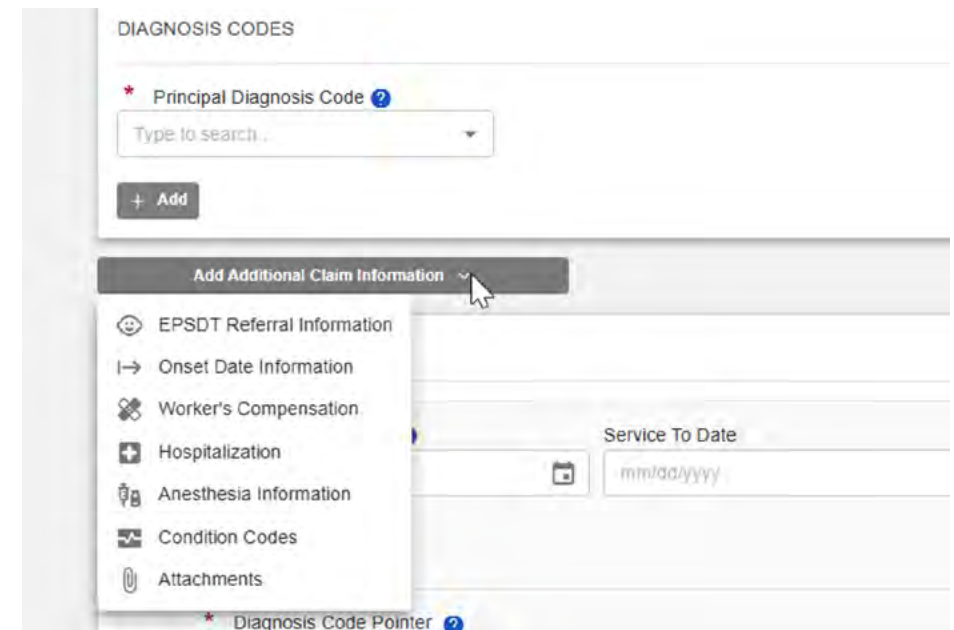 DIAGNOSIS CODES
* Principal Diagnosis Code ?
Type to search...
+ Add
Add Additional Claim Information
EPSDT Referral Information
Onset Date Information
Worker's Compensation
Hospitalization
Anesthesia Information
Condition Codes
Attachments
Service To Date
mm/dd/yyyy
* Diagnosis Code Pointer ?